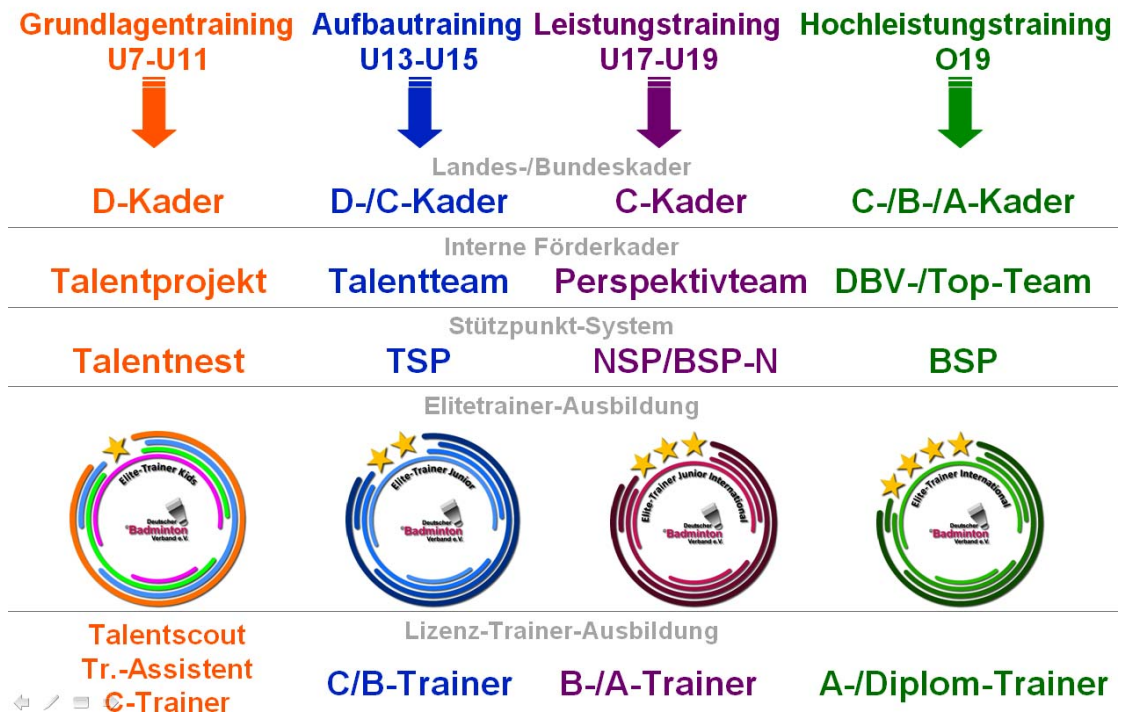 Grundlagentraining Aufbautraining Leistungstraining Hochleistungstraining
U7-U11 U13-U15 U17-U19 O19
Landes-/Bundeskader
D-Kader D-/C-Kader C-Kader C-/B-/A-Kader
Interne Förderkader
Talentprojekt Talentteam Perspektivteam DBV-/Top-Team
Stützpunkt-System
Talentnest TSP NSP/BSP-N BSP
Elitetrainer-Ausbildung
Elite-Trainer Kids Elite-Trainer Junior Elite-Trainer Junior International Elite-Trainer International
Deutscher Deutscher Deutscher Deutscher
Badminton Badminton Badminton Badminton
Verband e.V. Verband e.V. Verband e.V. Verband e.V.
Lizenz-Trainer-Ausbildung
Talentscout
Tr.-Assistent
C-Trainer C/B-Trainer B-/A-Trainer A-/Diplom-Trainer